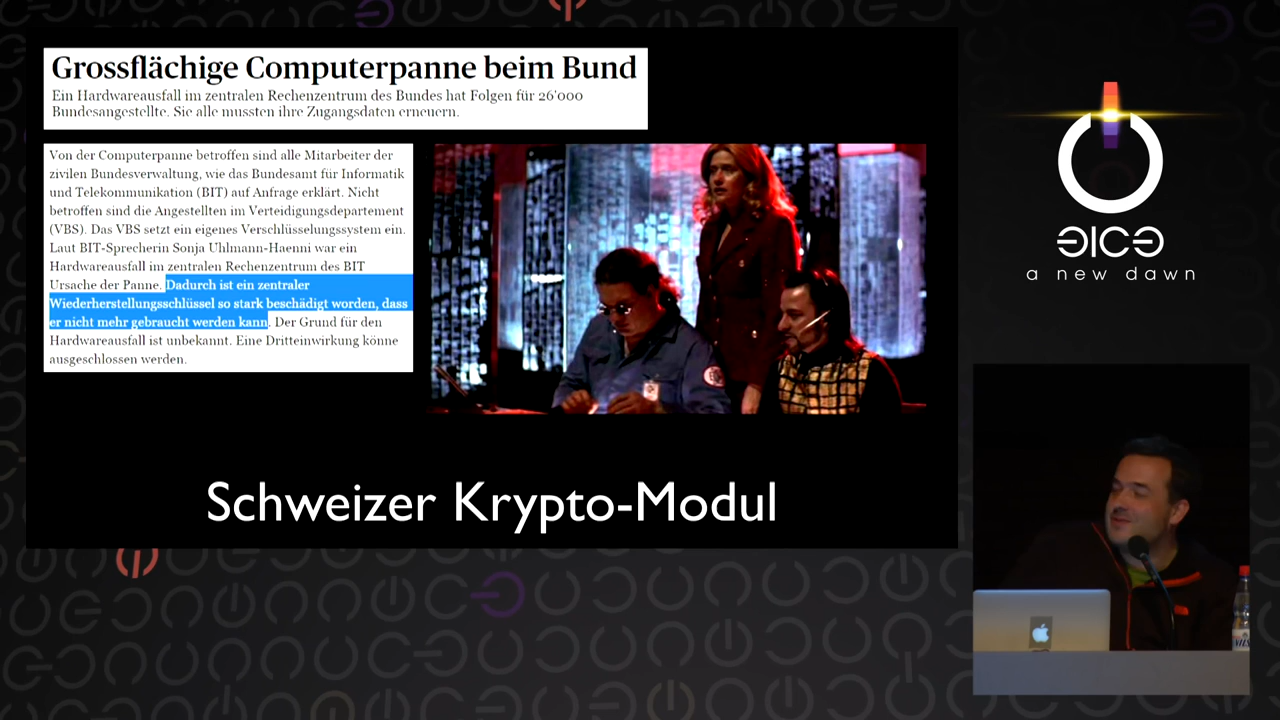 Grossflächige Computerpanne beim Bund
Ein Hardwareausfall im zentralen Rechenzentrum des Bundes hat Folgen für 26'000
Bundesangestellte. Sie alle mussten ihre Zugangsdaten erneuern.
Von der Computerpanne betroffen sind alle Mitarbeiter der
zivilen Bundesverwaltung, wie das Bundesamt für Informatik
und Telekommunikation (BIT) auf Anfrage erklärt. Nicht
betroffen sind die Angestellten im Verteidigungsdepartement
(VBS). Das VBS setzt ein eigenes Verschlüsselungssystem ein.
Laut BIT-Sprecherin Sonja Uhlmann-Haenni war ein
Hardwareausfall im zentralen Rechenzentrum des BIT
Ursache der Panne. Dadurch ist ein zentraler
Wiederherstellungsschlüssel so stark beschädigt worden, dass
er nicht mehr gebraucht werden kann. Der Grund für den
Hardwareausfall ist unbekannt. Eine Dritteinwirkung könne
ausgeschlossen werden.
Schweizer Krypto-Modul
a new dawn